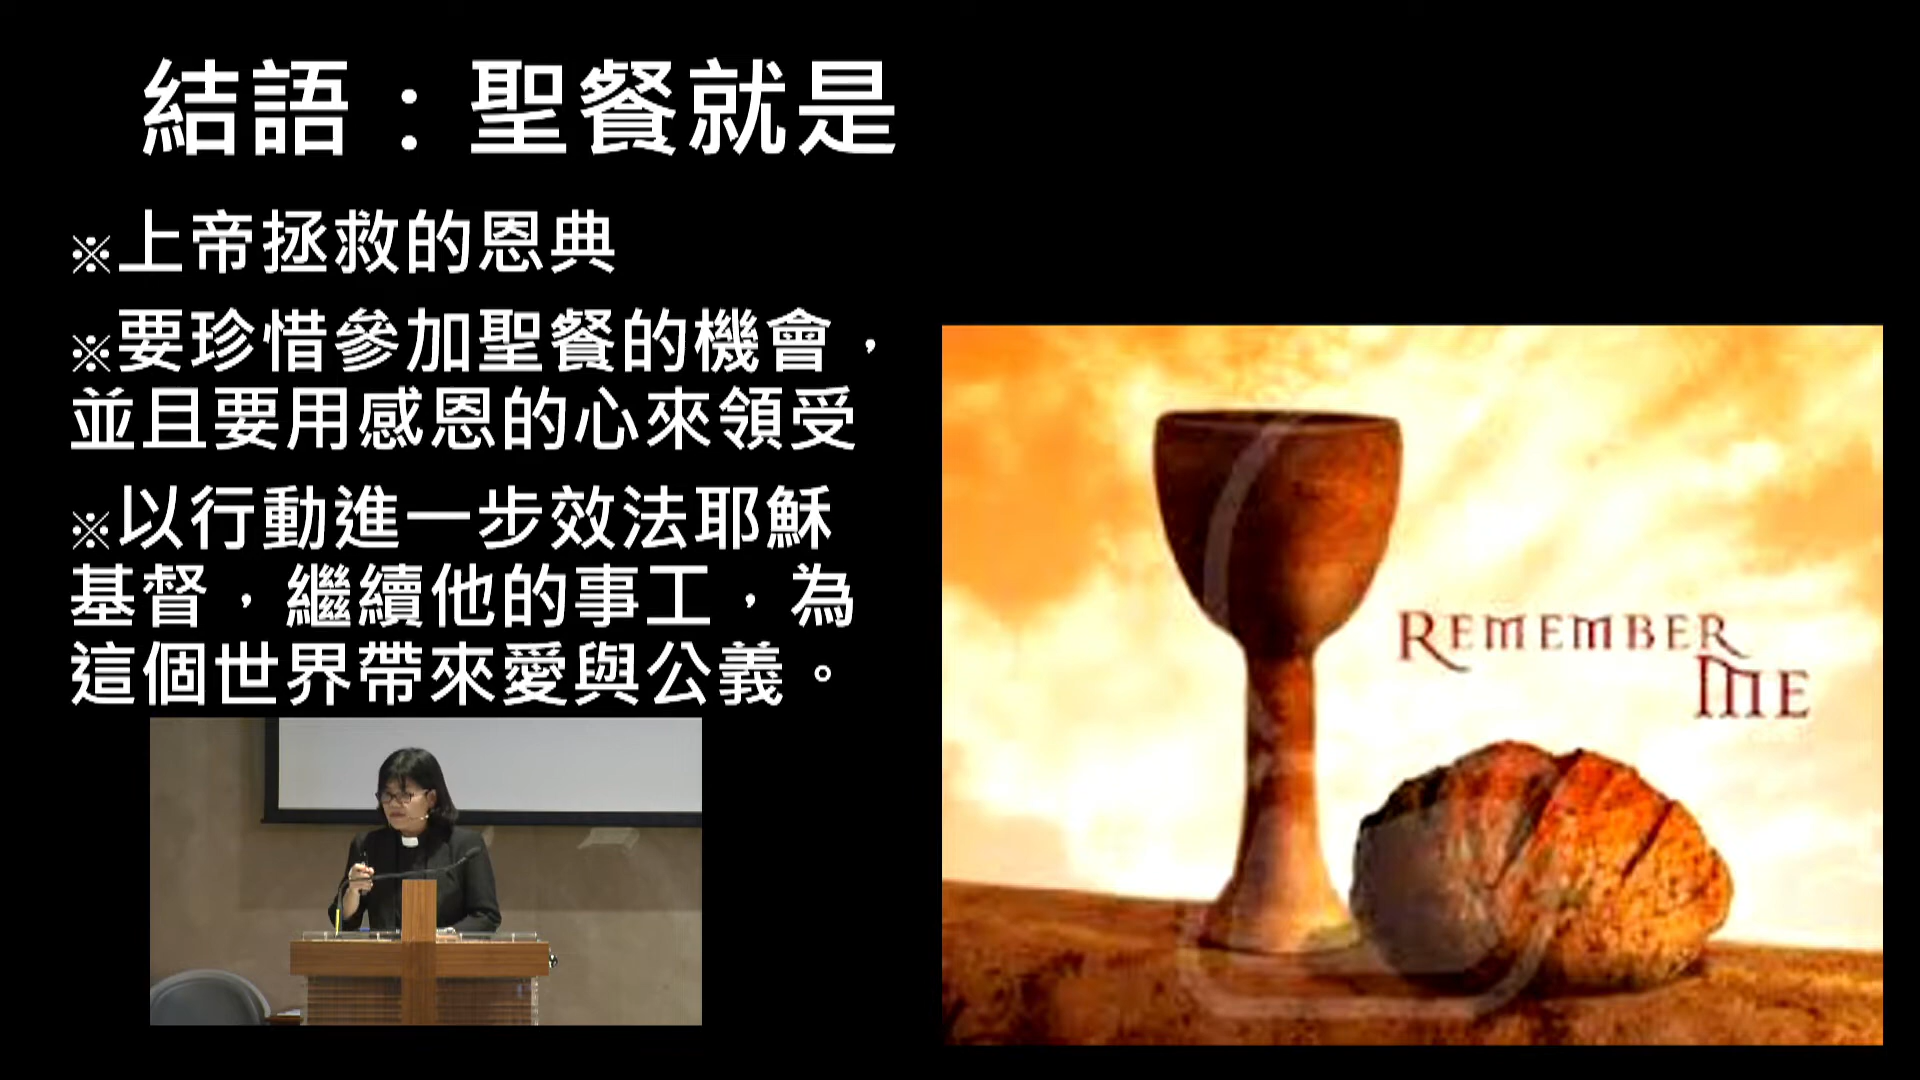 結語：聖餐就是
※上帝拯救的恩典
※要珍惜參加聖餐的機會，
並且要用感恩的心來領受
※以行動進一步效法耶穌
基督，繼續他的事工，為
這個世界帶來愛與公義。
REMEMBER
ME